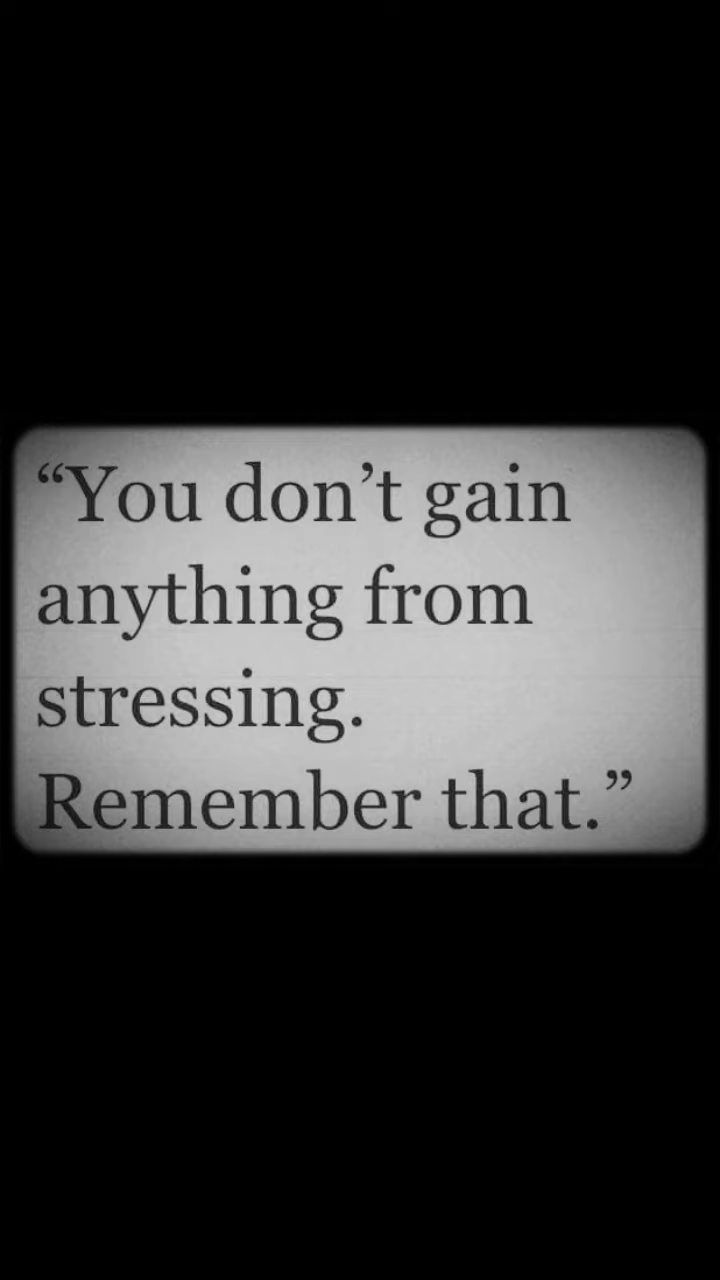 “You don’t gain
anything from
stressing.
Remember that.”